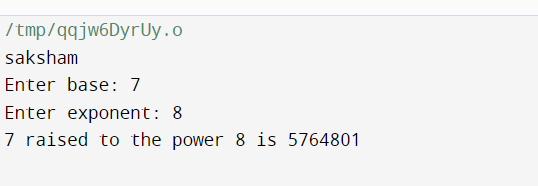 /tmp/qqjw6DyrUy.o
saksham
Enter base: 7
Enter exponent: 8
7 raised to the power 8 is 5764801